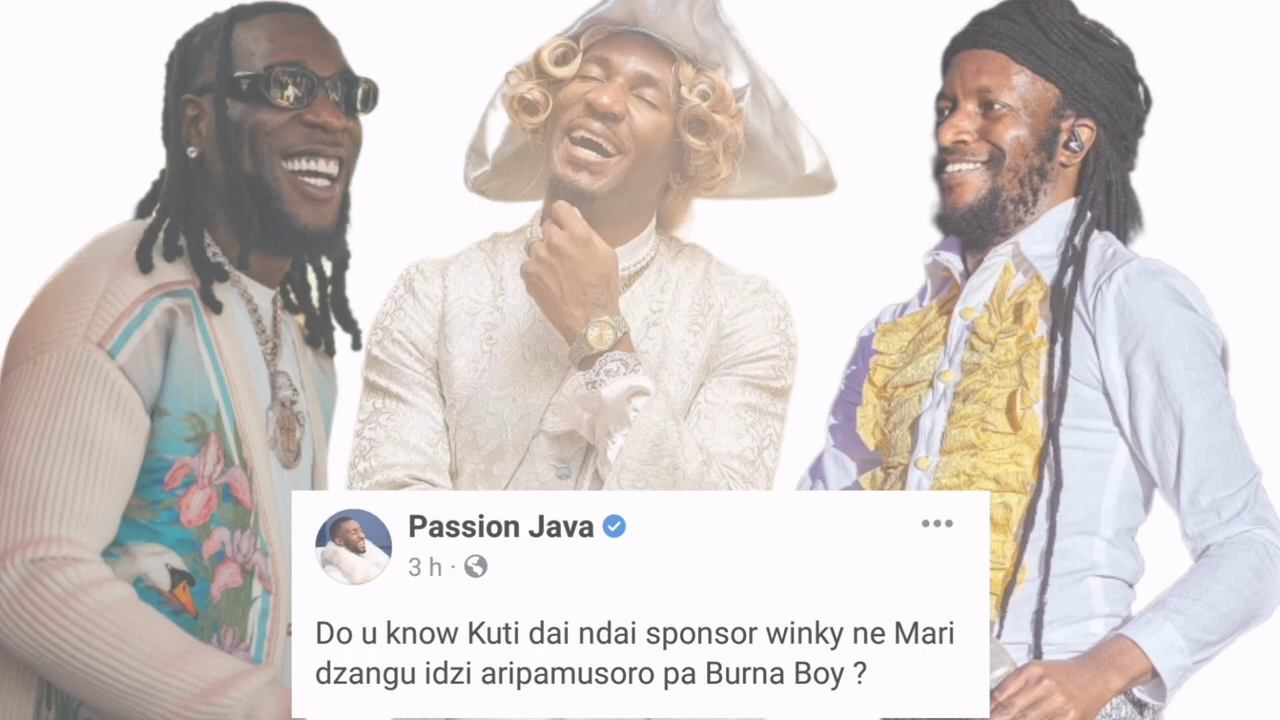 Passion Java
3 h ·
Do u know Kuti dai ndai sponsor winky ne Mari
dzangu idzi aripamusoro pa Burna Boy ?